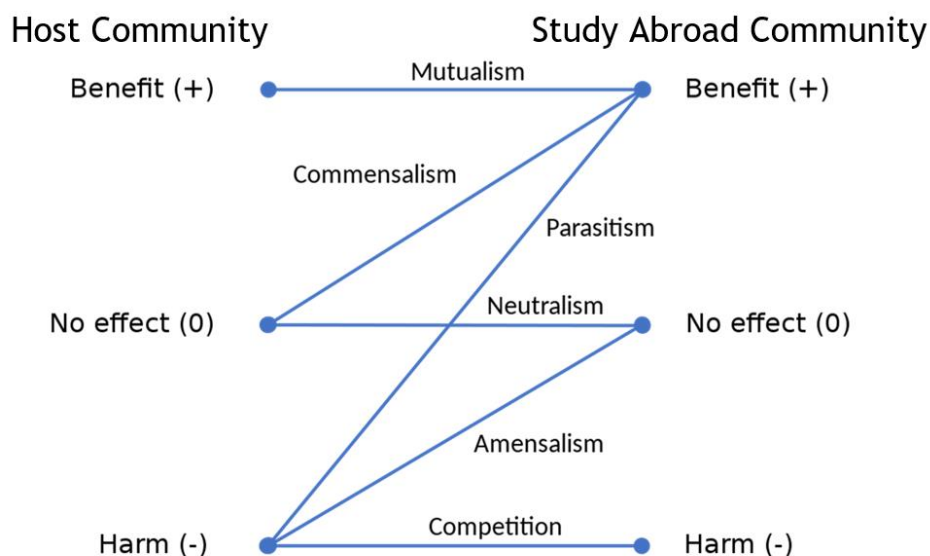 Host Community
Study Abroad Community
Mutualism
Benefit (+)
Benefit (+)
Commensalism
Parasitism
Neutralism
No effect (0)
No effect (0)
Amensalism
Competition
Harm (-)
Harm (-)